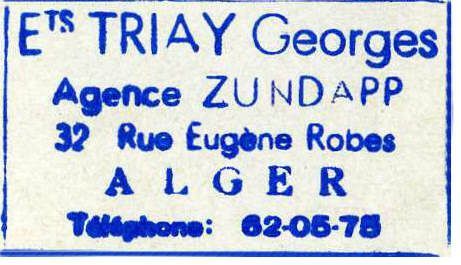 ETS TRIAY Georges
Agence ZUNDAPP
32 Rue Eugène Robes
ALGER
Téléphone: 62-05-75